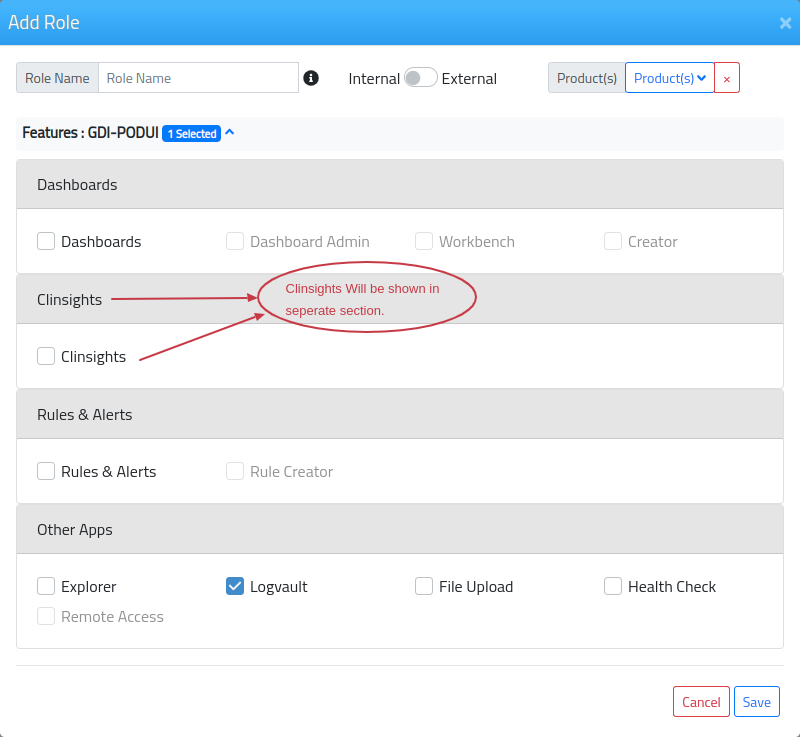 Add Role ×
Role Name Role Name Internal External Product(s) Product(s) ×
Features : GDI-PODUI 1 Selected
Dashboards
Dashboards Dashboard Admin Workbench Creator
Clinsights
Clinsights Will be shown in
seperate section.
Clinsights
Rules & Alerts
Rules & Alerts Rule Creator
Other Apps
Explorer Logvault File Upload Health Check
Remote Access
Cancel Save